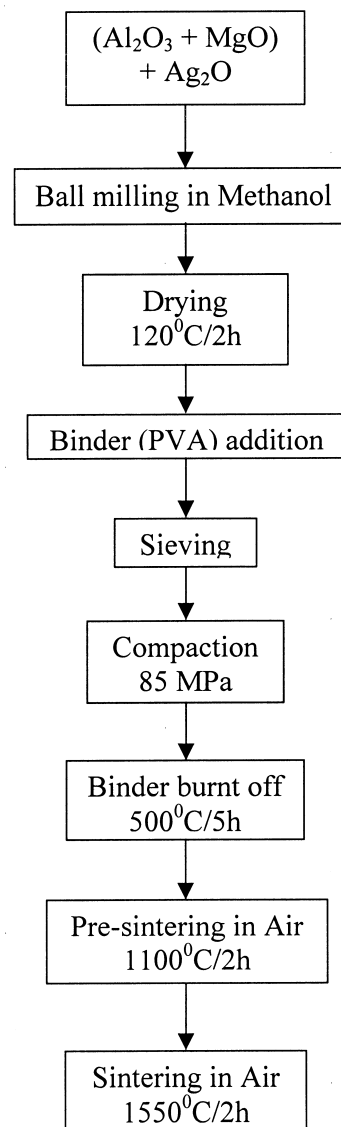 (Al₂O₃ + MgO)
+ Ag₂O
Ball milling in Methanol
Drying
120⁰C/2h
Binder (PVA) addition
Sieving
Compaction
85 MPa
Binder burnt off
500⁰C/5h
Pre-sintering in Air
1100⁰C/2h
Sintering in Air
1550⁰C/2h